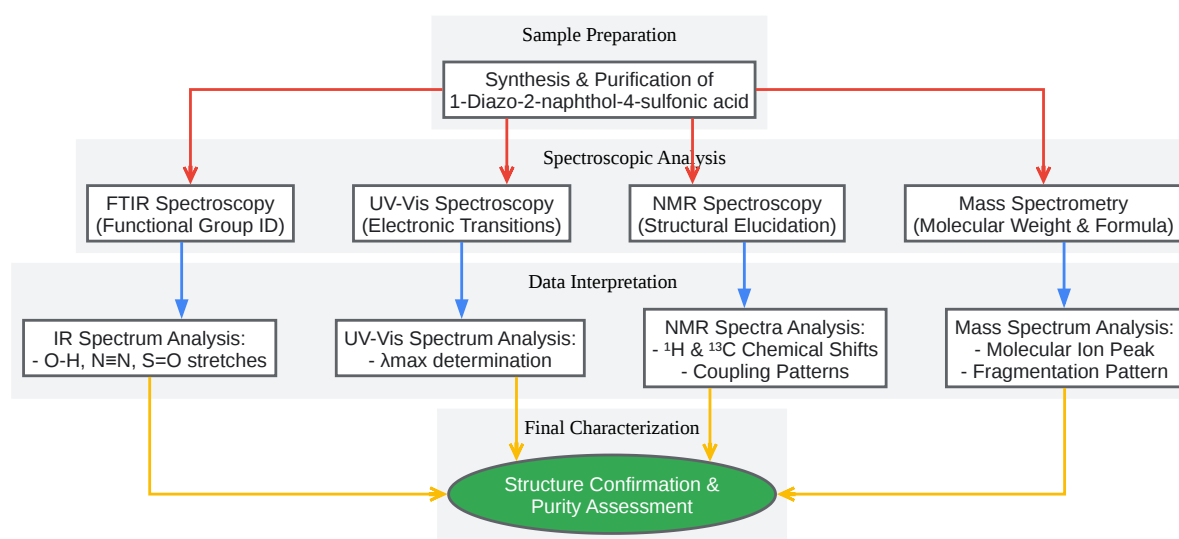 Sample Preparation
Synthesis & Purification of
1-Diazo-2-naphthol-4-sulfonic acid
Spectroscopic Analysis
FTIR Spectroscopy
(Functional Group ID)
UV-Vis Spectroscopy
(Electronic Transitions)
NMR Spectroscopy
(Structural Elucidation)
Mass Spectrometry
(Molecular Weight & Formula)
Data Interpretation
IR Spectrum Analysis:
- O-H, N≡N, S=O stretches
UV-Vis Spectrum Analysis:
- λmax determination
NMR Spectra Analysis:
- ¹H & ¹³C Chemical Shifts
- Coupling Patterns
Mass Spectrum Analysis:
- Molecular Ion Peak
- Fragmentation Pattern
Final Characterization
Structure Confirmation &
Purity Assessment